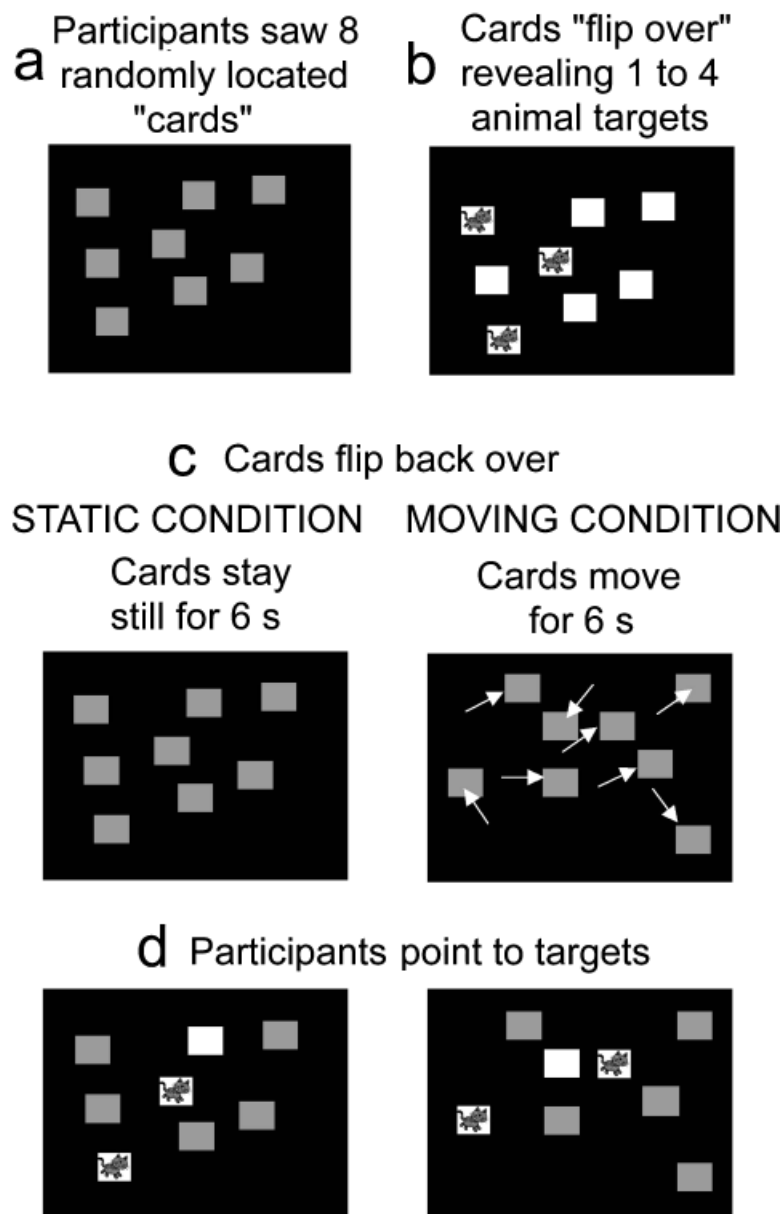 a Participants saw 8
randomly located
"cards"
b Cards "flip over"
revealing 1 to 4
animal targets
c Cards flip back over
STATIC CONDITION
Cards stay
still for 6 s
MOVING CONDITION
Cards move
for 6 s
d Participants point to targets